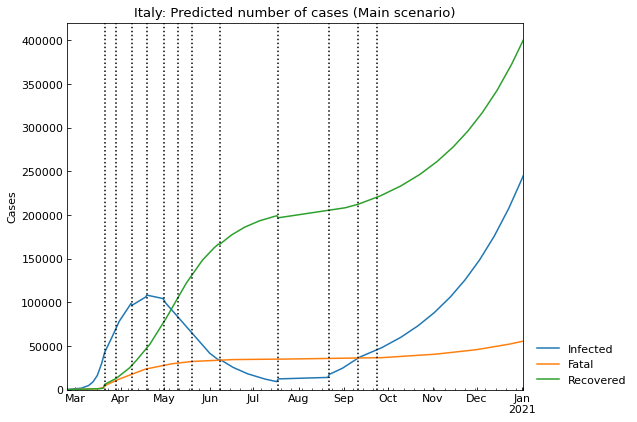 Italy: Predicted number of cases (Main scenario)
400000
350000
300000
250000
200000
150000
100000
50000
0
Cases
Mar Apr May Jun Jul Aug Sep Oct Nov Dec Jan
2021
Infected
Fatal
Recovered